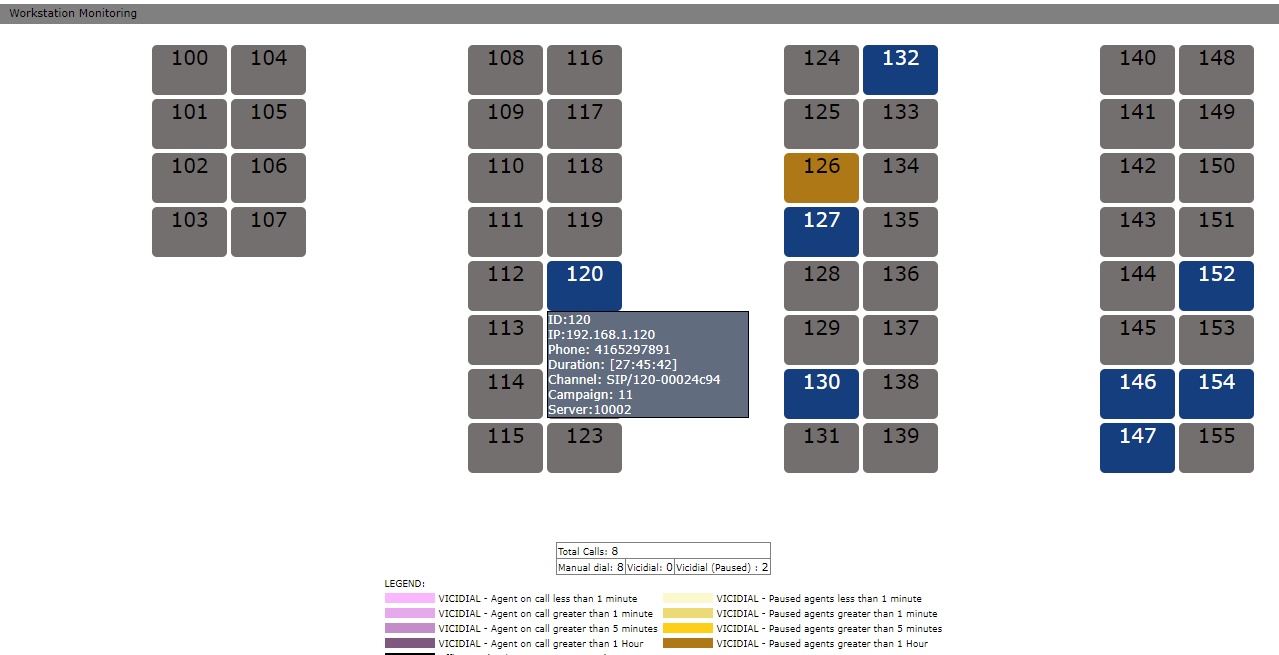 Workstation Monitoring
100 104 108 116 124 132 140 148
101 105 109 117 125 133 141 149
102 106 110 118 126 134 142 150
103 107 111 119 127 135 143 151
112 120 128 136 144 152
ID:120
IP:192.168.1.120
Phone: 4165297891
Duration: [27:45:42]
Channel: SIP/120-00024c94
Campaign: 11
Server:10002
113 129 137 145 153
114 130 138 146 154
115 123 131 139 147 155
Total Calls: 8
Manual dial: 8 Vicidial: 0 Vicidial (Paused) : 2
LEGEND:
VICIDIAL - Agent on call less than 1 minute VICIDIAL - Paused agents less than 1 minute
VICIDIAL - Agent on call greater than 1 minute VICIDIAL - Paused agents greater than 1 minute
VICIDIAL - Agent on call greater than 5 minutes VICIDIAL - Paused agents greater than 5 minutes
VICIDIAL - Agent on call greater than 1 Hour VICIDIAL - Paused agents greater than 1 Hour